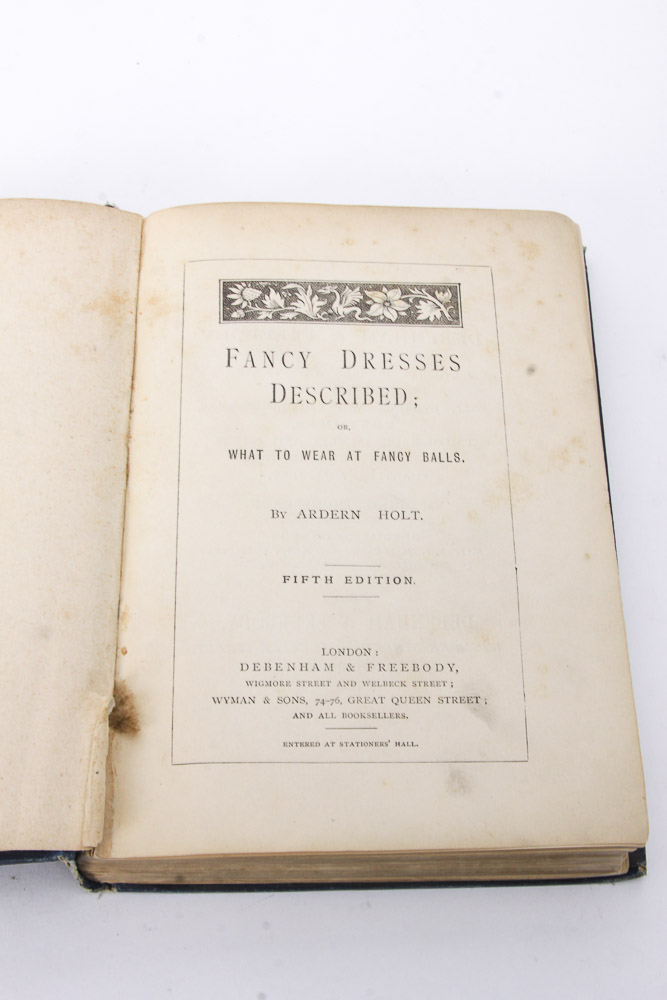 FANCY DRESSES
DESCRIBED;
OR,
WHAT TO WEAR AT FANCY BALLS.
BY ARDERN HOLT.
FIFTH EDITION.
LONDON:
DEBENHAM & FREEBODY,
WIGMORE STREET AND WELBECK STREET;
WYMAN & SONS, 74-76, GREAT QUEEN STREET;
AND ALL BOOKSELLERS.
ENTERED AT STATIONERS' HALL.